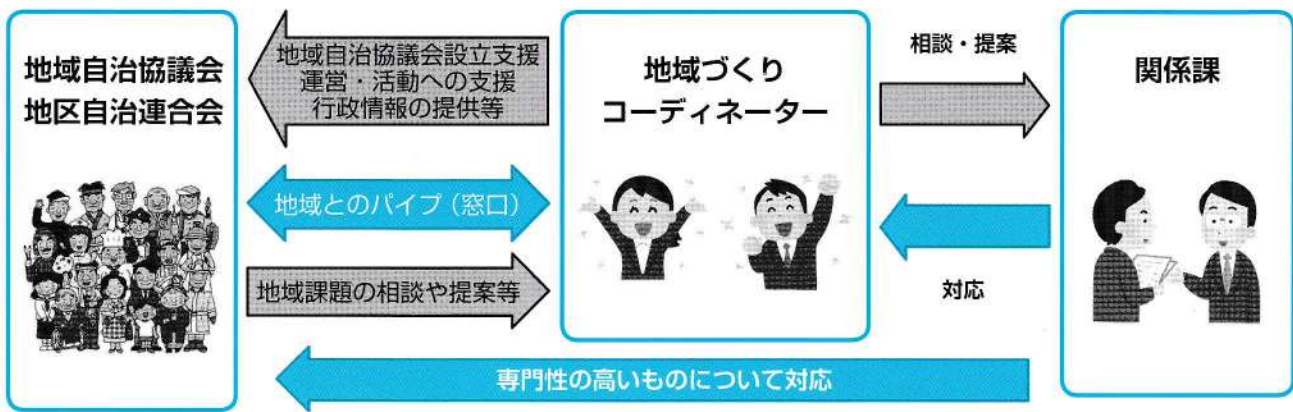 地域自治協議会
地区自治連合会
地域自治協議会設立支援
運営・活動への支援
行政情報の提供等
地域とのパイプ（窓口）
地域課題の相談や提案等
地域づくり
コーディネーター
相談・提案
対応
関係課
専門性の高いものについて対応